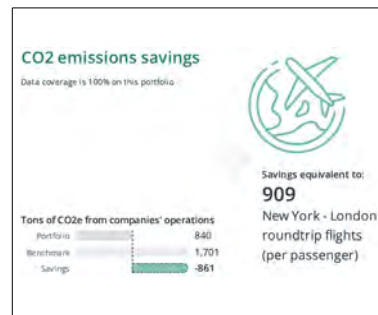 CO2 emissions savings
Data coverage is 100% on this portfolio
Savings equivalent to:
909
New York - London
roundtrip flights
(per passenger)
Tons of CO2e from companies' operations
Portfolio 840
Benchmark 1,701
Savings -861